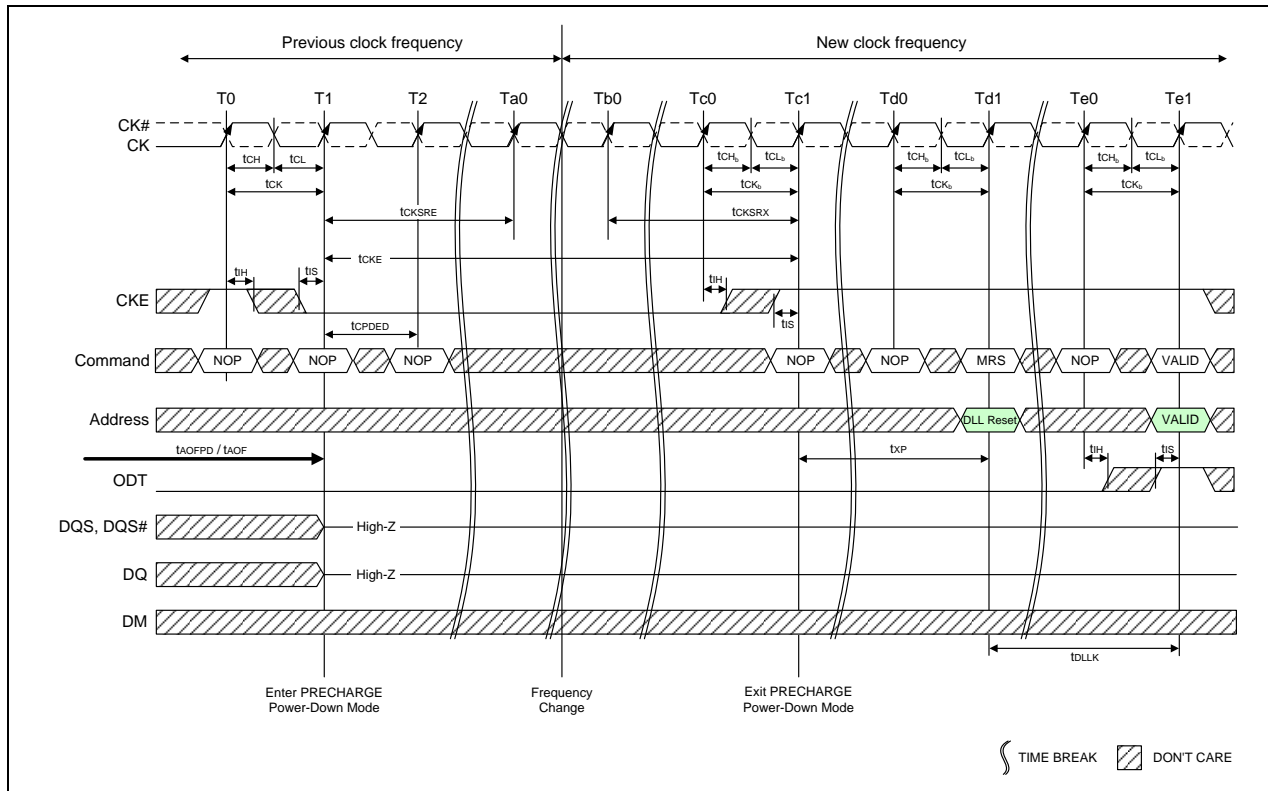 Previous clock frequency New clock frequency
T0 T1 T2 Ta0 Tb0 Tc0 Tc1 Td0 Td1 Te0 Te1
CK#
CK
tCH tCL tCHb tCLb tCHb tCLb tCHb tCLb
tCK tCKb tCKb tCKb
tCKSRE tCKSRX
tCKE
tIH tIS tIH
CKE
tIS
tCPDED
Command NOP NOP NOP NOP NOP MRS NOP VALID
Address DLL Reset VALID
tAOFPD / tAOF tXP tIH tIS
ODT
DQS, DQS# High-Z
DQ High-Z
DM
tDLLK
Enter PRECHARGE
Power-Down Mode
Frequency
Change
Exit PRECHARGE
Power-Down Mode
TIME BREAK DON'T CARE